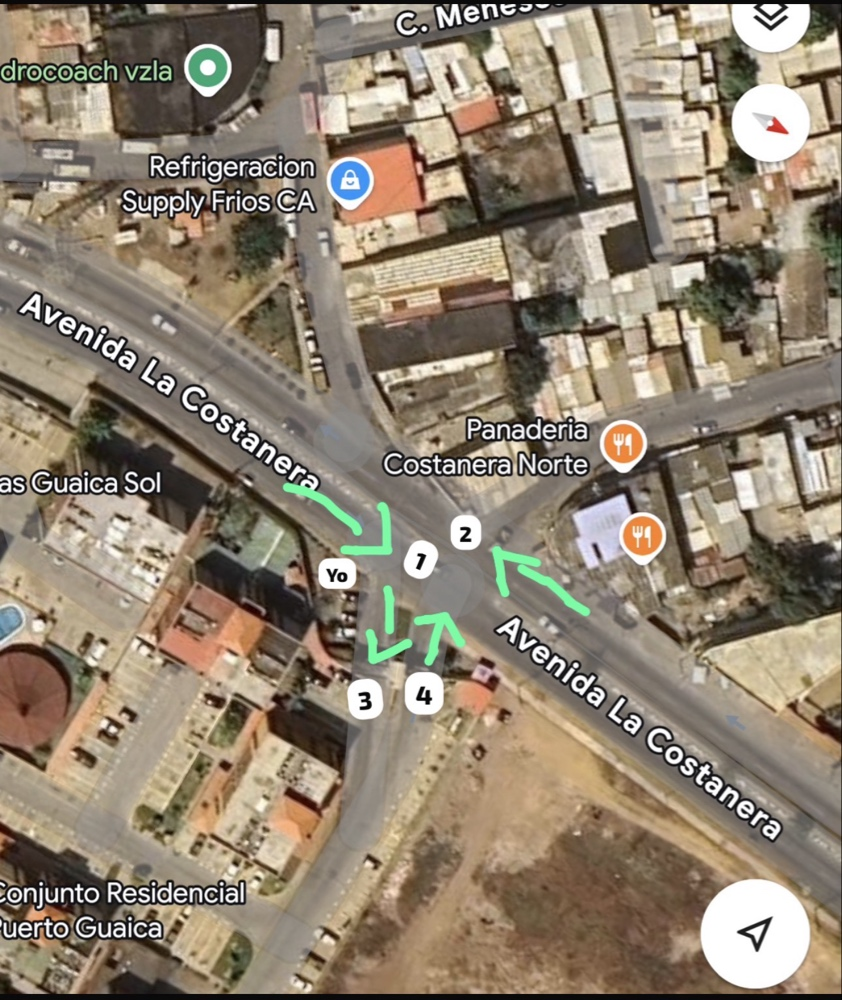 C. Meneses
drocoach vzla
Refrigeracion
Supply Frios CA
Avenida La Costanera
Panaderia
Costanera Norte
as Guaica Sol
2
1
Yo
Avenida La Costanera
3
4
Conjunto Residencial
Puerto Guaica